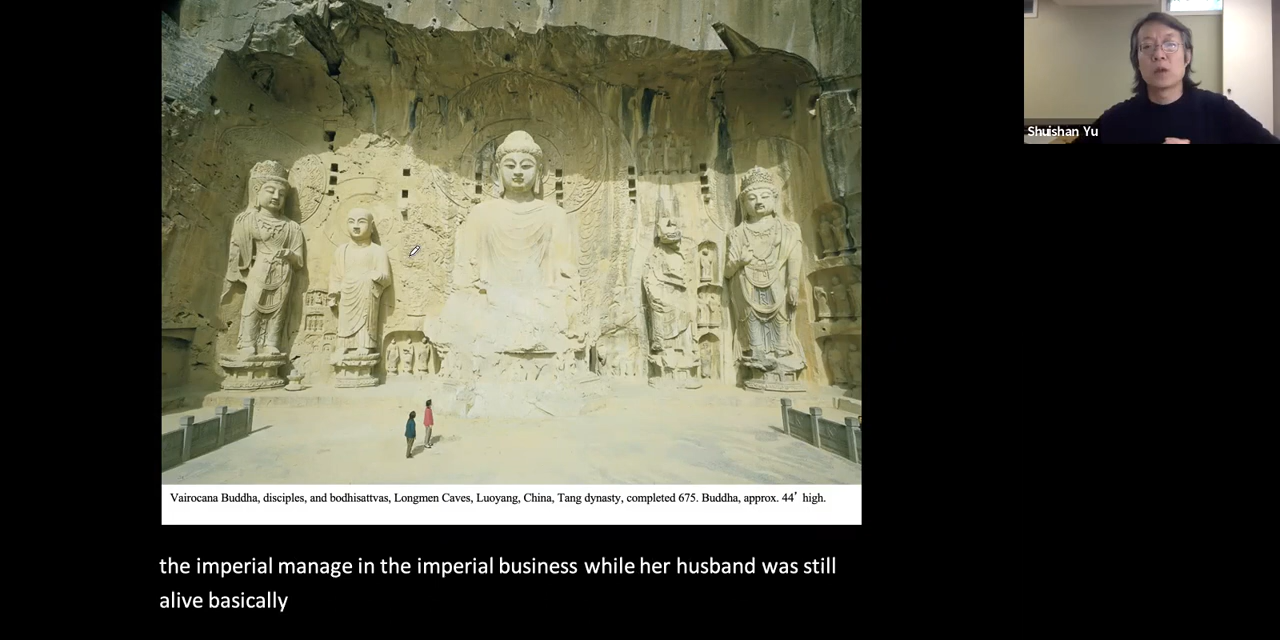 Shuishan Yu
Vairocana Buddha, disciples, and bodhisattvas, Longmen Caves, Luoyang, China, Tang dynasty, completed 675. Buddha, approx. 44′ high.
the imperial manage in the imperial business while her husband was still
alive basically